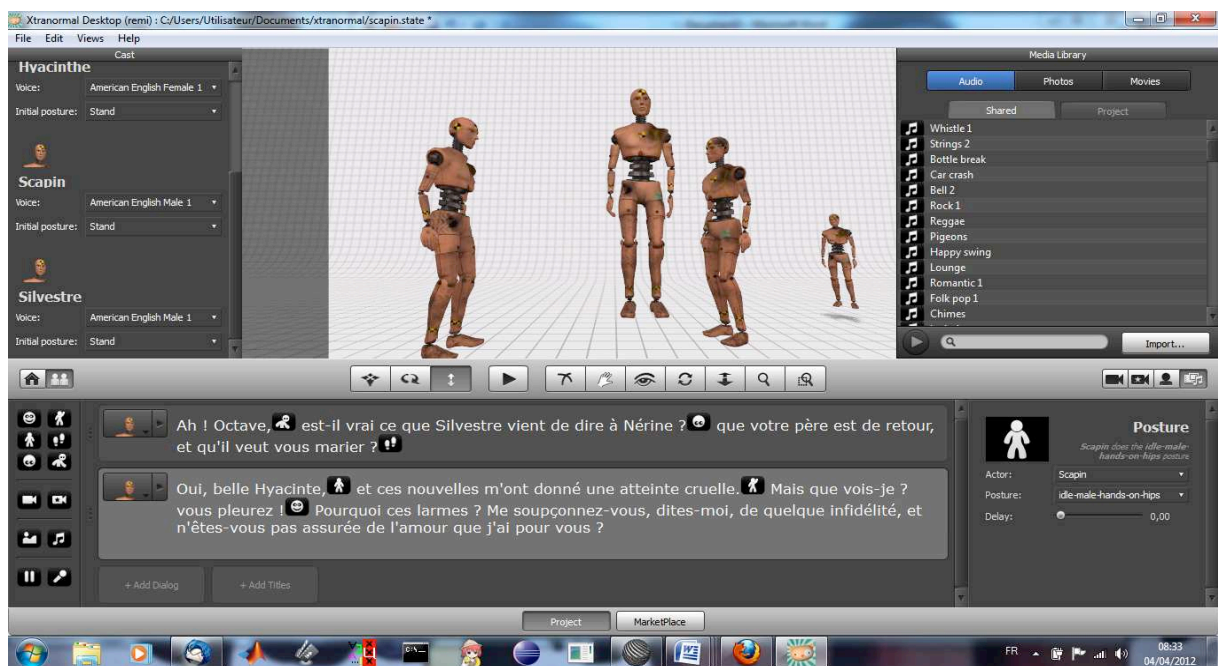 Xtranormal Desktop (remi) : C:/Users/Utilisateur/Documents/xtranormal/scapin.state *
File Edit Views Help
Cast
Hyacinthe
Voice: American English Female 1
Initial posture: Stand
Scapin
Voice: American English Male 1
Initial posture: Stand
Silvestre
Voice: American English Male 1
Initial posture: Stand
Media Library
Audio Photos Movies
Shared Project
Whistle 1
Strings 2
Bottle break
Car crash
Bell 2
Rock 1
Reggae
Pigeons
Happy swing
Lounge
Romantic 1
Folk pop 1
Chimes
Import...
Ah ! Octave, est-il vrai ce que Silvestre vient de dire à Nérine ? que votre père est de retour,
et qu'il veut vous marier ?
Oui, belle Hyacinte, et ces nouvelles m'ont donné une atteinte cruelle. Mais que vois-je ?
vous pleurez ! Pourquoi ces larmes ? Me soupçonnez-vous, dites-moi, de quelque infidélité, et
n'êtes-vous pas assurée de l'amour que j'ai pour vous ?
+ Add Dialog + Add Titles
Posture
Scapin does the idle-male-
hands-on-hips posture
Actor: Scapin
Posture: idle-male-hands-on-hips
Delay: 0,00
Project MarketPlace
FR
08:33
04/04/2012